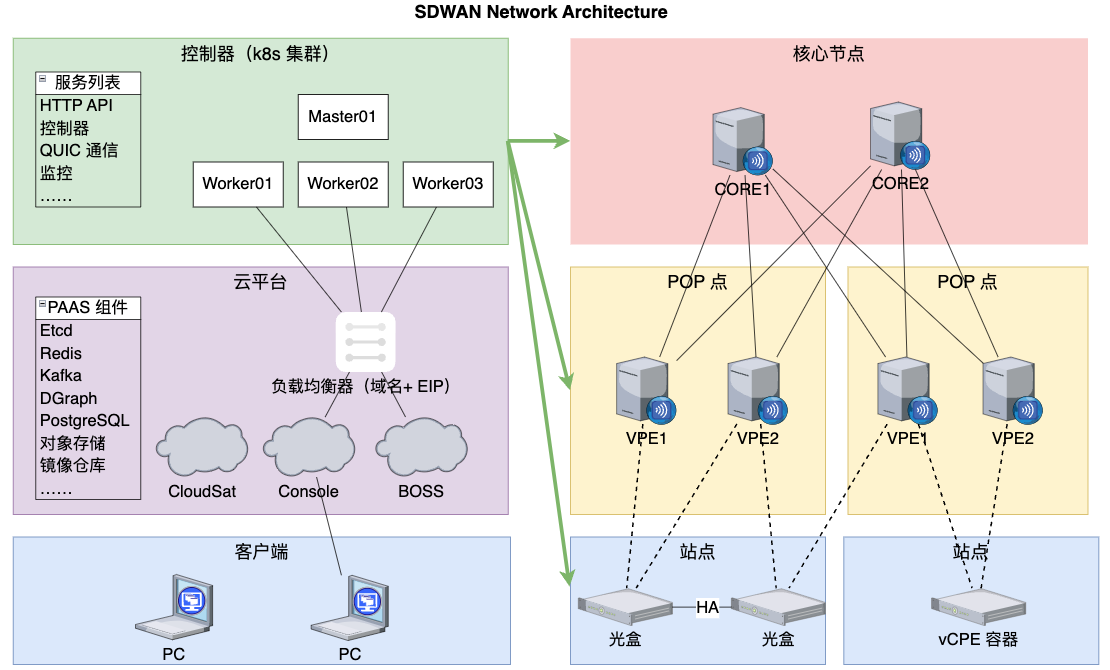 SDWAN Network Architecture
控制器（k8s 集群）
服务列表
HTTP API
控制器
QUIC 通信
监控
……
Master01
Worker01
Worker02
Worker03
核心节点
CORE1
CORE2
云平台
PAAS 组件
Etcd
Redis
Kafka
DGraph
PostgreSQL
对象存储
镜像仓库
……
负载均衡器（域名+ EIP）
CloudSat
Console
BOSS
POP 点
VPE1
VPE2
POP 点
VPE1
VPE2
客户端
PC
PC
站点
光盒
HA
光盒
站点
vCPE 容器